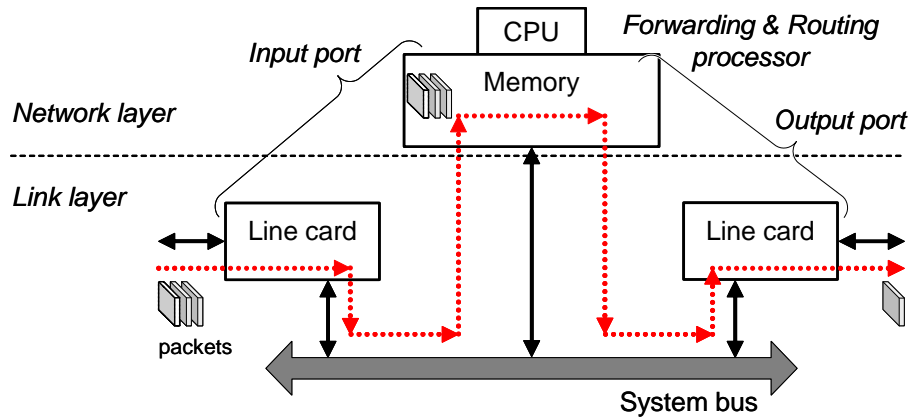 CPU
Forwarding & Routing
processor
Input port
Memory
Network layer
Output port
Link layer
Line card
Line card
packets
System bus